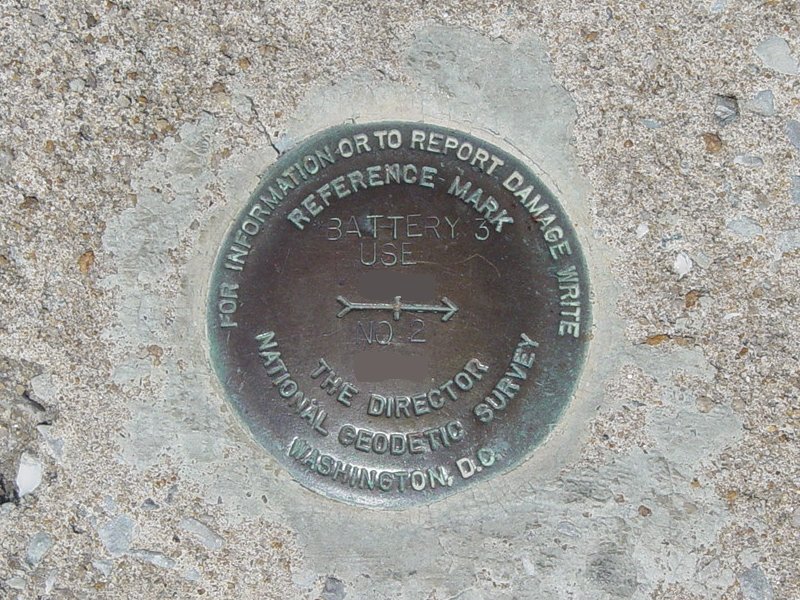 FOR INFORMATION OR TO REPORT DAMAGE WRITE
REFERENCE MARK
BATTERY 3
USE
NO 2
THE DIRECTOR
NATIONAL GEODETIC SURVEY
WASHINGTON, D.C.